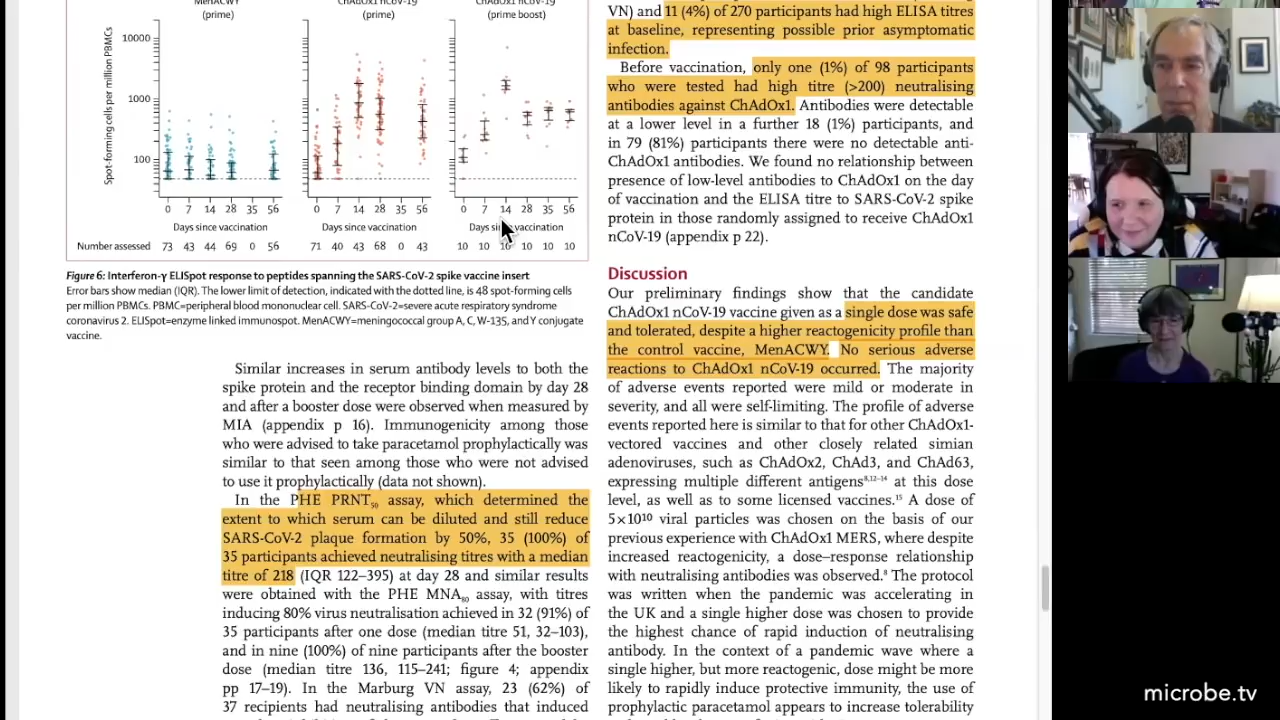 MenACWY
(prime)
ChAdOx1 nCoV-19
(prime)
ChAdOx1 nCoV-19
(prime boost)
Spot-forming cells per million PBMCs
10000
1000
100
0 7 14 28 56
0 7 14 28 35 56
0 7 14 28 35 56
Days since vaccination
Days since vaccination
Days since vaccination
Number assessed 73 43 48 69 0 56
71 40 43 68 0 43
10 10 10 10 10 10
Figure 6: Interferon-γ ELISpot response to peptides spanning the SARS-CoV-2 spike vaccine insert
Error bars show median (IQR). The lower limit of detection, indicated with the dotted line, is 48 spot-forming cells
per million PBMCs. PBMC=peripheral blood mononuclear cell. SARS-CoV-2=severe acute respiratory syndrome
coronavirus 2. ELISpot=enzyme linked immunospot. MenACWY=meningococcal group A, C, W-135, and Y conjugate
vaccine.
Similar increases in serum antibody levels to both the
spike protein and the receptor binding domain by day 28
and after a booster dose were observed when measured by
MIA (appendix p 16). Immunogenicity among those
who were advised to take paracetamol prophylactically was
similar to that seen among those who were not advised
to use it prophylactically (data not shown).
In the PHE PRNT50 assay, which determined the
extent to which serum can be diluted and still reduce
SARS-CoV-2 plaque formation by 50%, 35 (100%) of
35 participants achieved neutralising titres with a median
titre of 218 (IQR 122–395) at day 28 and similar results
were obtained with the PHE MNA80 assay, with titres
inducing 80% virus neutralisation achieved in 32 (91%) of
35 participants after one dose (median titre 51, 32–103),
and in nine (100%) of nine participants after the booster
dose (median titre 136, 115–241; figure 4; appendix
pp 17–19). In the Marburg VN assay, 23 (62%) of
37 recipients had neutralising antibodies that induced
VN) and 11 (4%) of 270 participants had high ELISA titres
at baseline, representing possible prior asymptomatic
infection.
Before vaccination, only one (1%) of 98 participants
who were tested had high titre (>200) neutralising
antibodies against ChAdOx1. Antibodies were detectable
at a lower level in a further 18 (1%) participants, and
in 79 (81%) participants there were no detectable anti-
ChAdOx1 antibodies. We found no relationship between
presence of low-level antibodies to ChAdOx1 on the day
of vaccination and the ELISA titre to SARS-CoV-2 spike
protein in those randomly assigned to receive ChAdOx1
nCoV-19 (appendix p 22).
Discussion
Our preliminary findings show that the candidate
ChAdOx1 nCoV-19 vaccine given as a single dose was safe
and tolerated, despite a higher reactogenicity profile than
the control vaccine, MenACWY. No serious adverse
reactions to ChAdOx1 nCoV-19 occurred. The majority
of adverse events reported were mild or moderate in
severity, and all were self-limiting. The profile of adverse
events reported here is similar to that for other ChAdOx1-
vectored vaccines and other closely related simian
adenoviruses, such as ChAdOx2, ChAd3, and ChAd63,
expressing multiple different antigens8,12–14 at this dose
level, as well as to some licensed vaccines.15 A dose of
5×1010 viral particles was chosen on the basis of our
previous experience with ChAdOx1 MERS, where despite
increased reactogenicity, a dose–response relationship
with neutralising antibodies was observed.8 The protocol
was written when the pandemic was accelerating in
the UK and a single higher dose was chosen to provide
the highest chance of rapid induction of neutralising
antibody. In the context of a pandemic wave where a
single higher, but more reactogenic, dose might be more
likely to rapidly induce protective immunity, the use of
prophylactic paracetamol appears to increase tolerability
microbe.tv